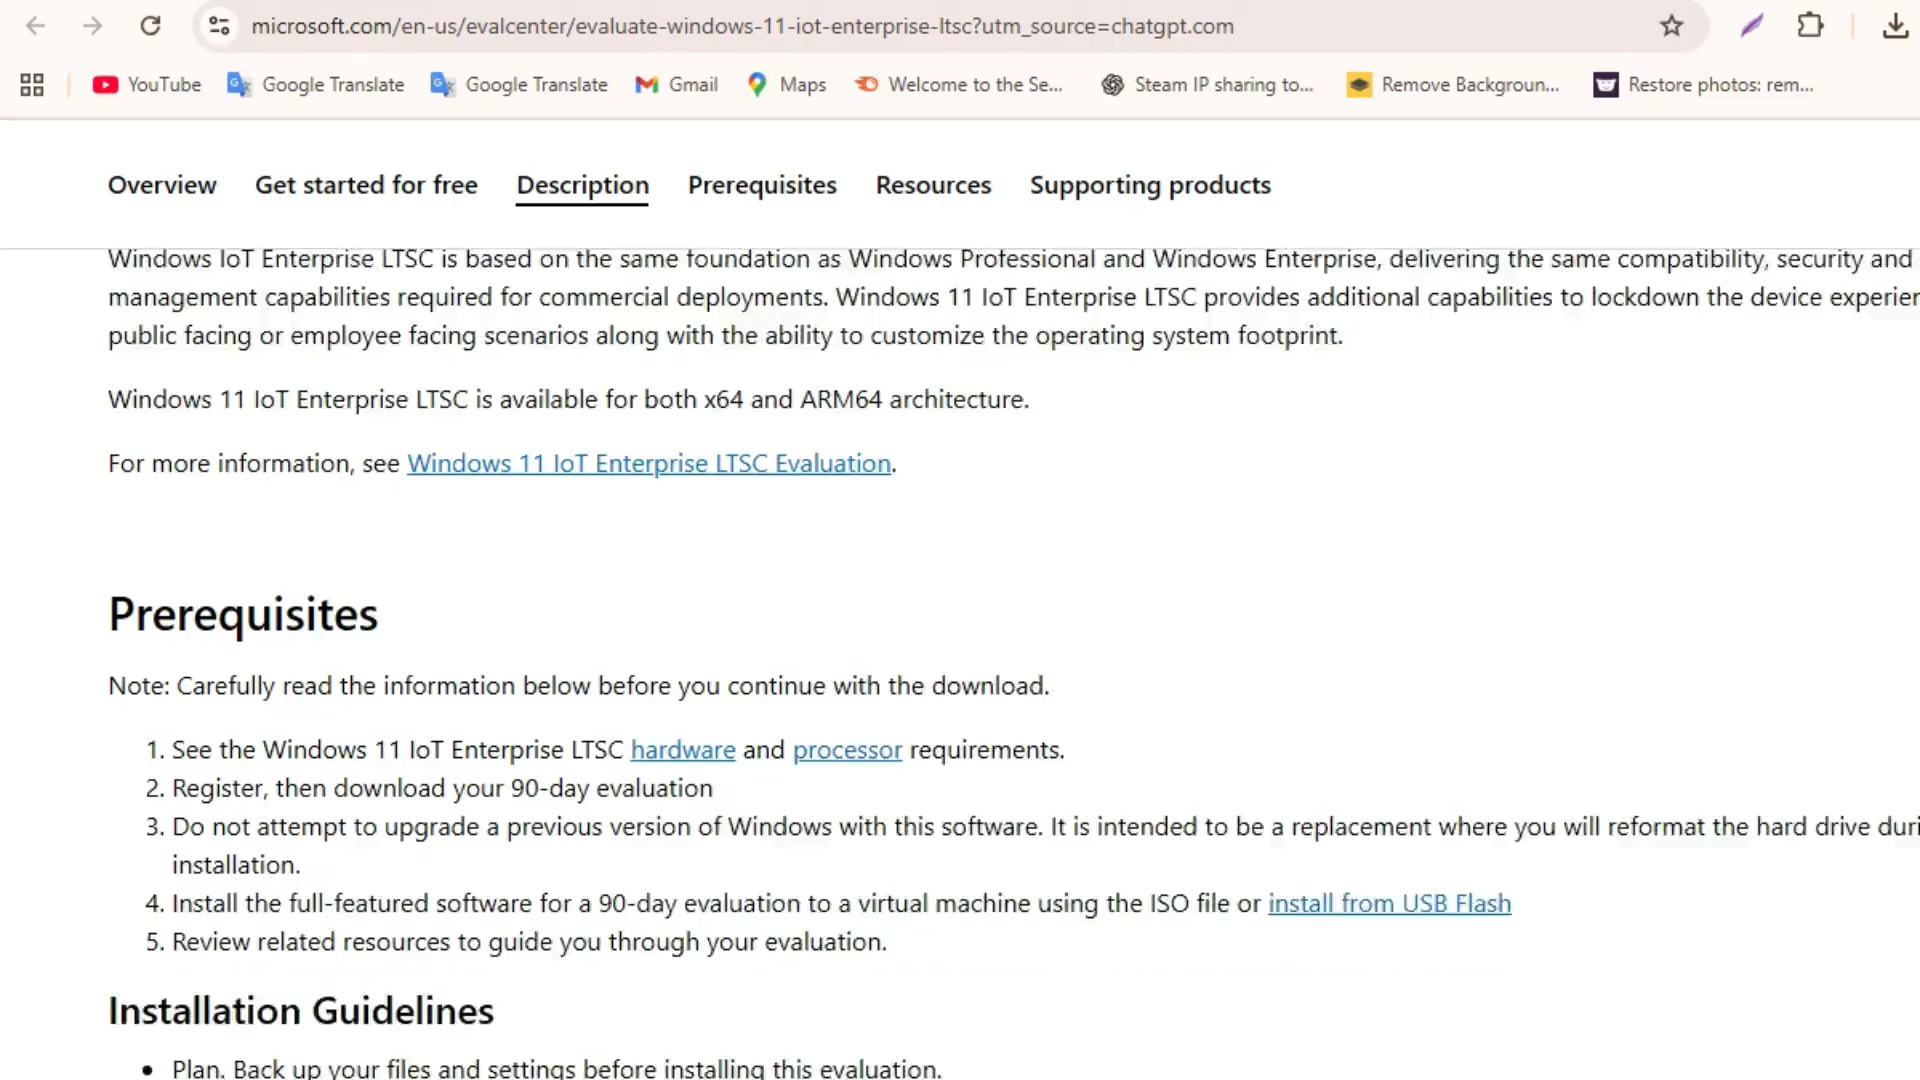 microsoft.com/en-us/evalcenter/evaluate-windows-11-iot-enterprise-ltsc?utm_source=chatgpt.com
YouTube Google Translate Google Translate Gmail Maps Welcome to the Se... Steam IP sharing to... Remove Backgroun... Restore photos: rem...
Overview Get started for free Description Prerequisites Resources Supporting products
Windows IoT Enterprise LTSC is based on the same foundation as Windows Professional and Windows Enterprise, delivering the same compatibility, security and
management capabilities required for commercial deployments. Windows 11 IoT Enterprise LTSC provides additional capabilities to lockdown the device experien
public facing or employee facing scenarios along with the ability to customize the operating system footprint.
Windows 11 IoT Enterprise LTSC is available for both x64 and ARM64 architecture.
For more information, see Windows 11 IoT Enterprise LTSC Evaluation.
Prerequisites
Note: Carefully read the information below before you continue with the download.
1. See the Windows 11 IoT Enterprise LTSC hardware and processor requirements.
2. Register, then download your 90-day evaluation
3. Do not attempt to upgrade a previous version of Windows with this software. It is intended to be a replacement where you will reformat the hard drive duri
installation.
4. Install the full-featured software for a 90-day evaluation to a virtual machine using the ISO file or install from USB Flash
5. Review related resources to guide you through your evaluation.
Installation Guidelines
• Plan. Back up your files and settings before installing this evaluation.